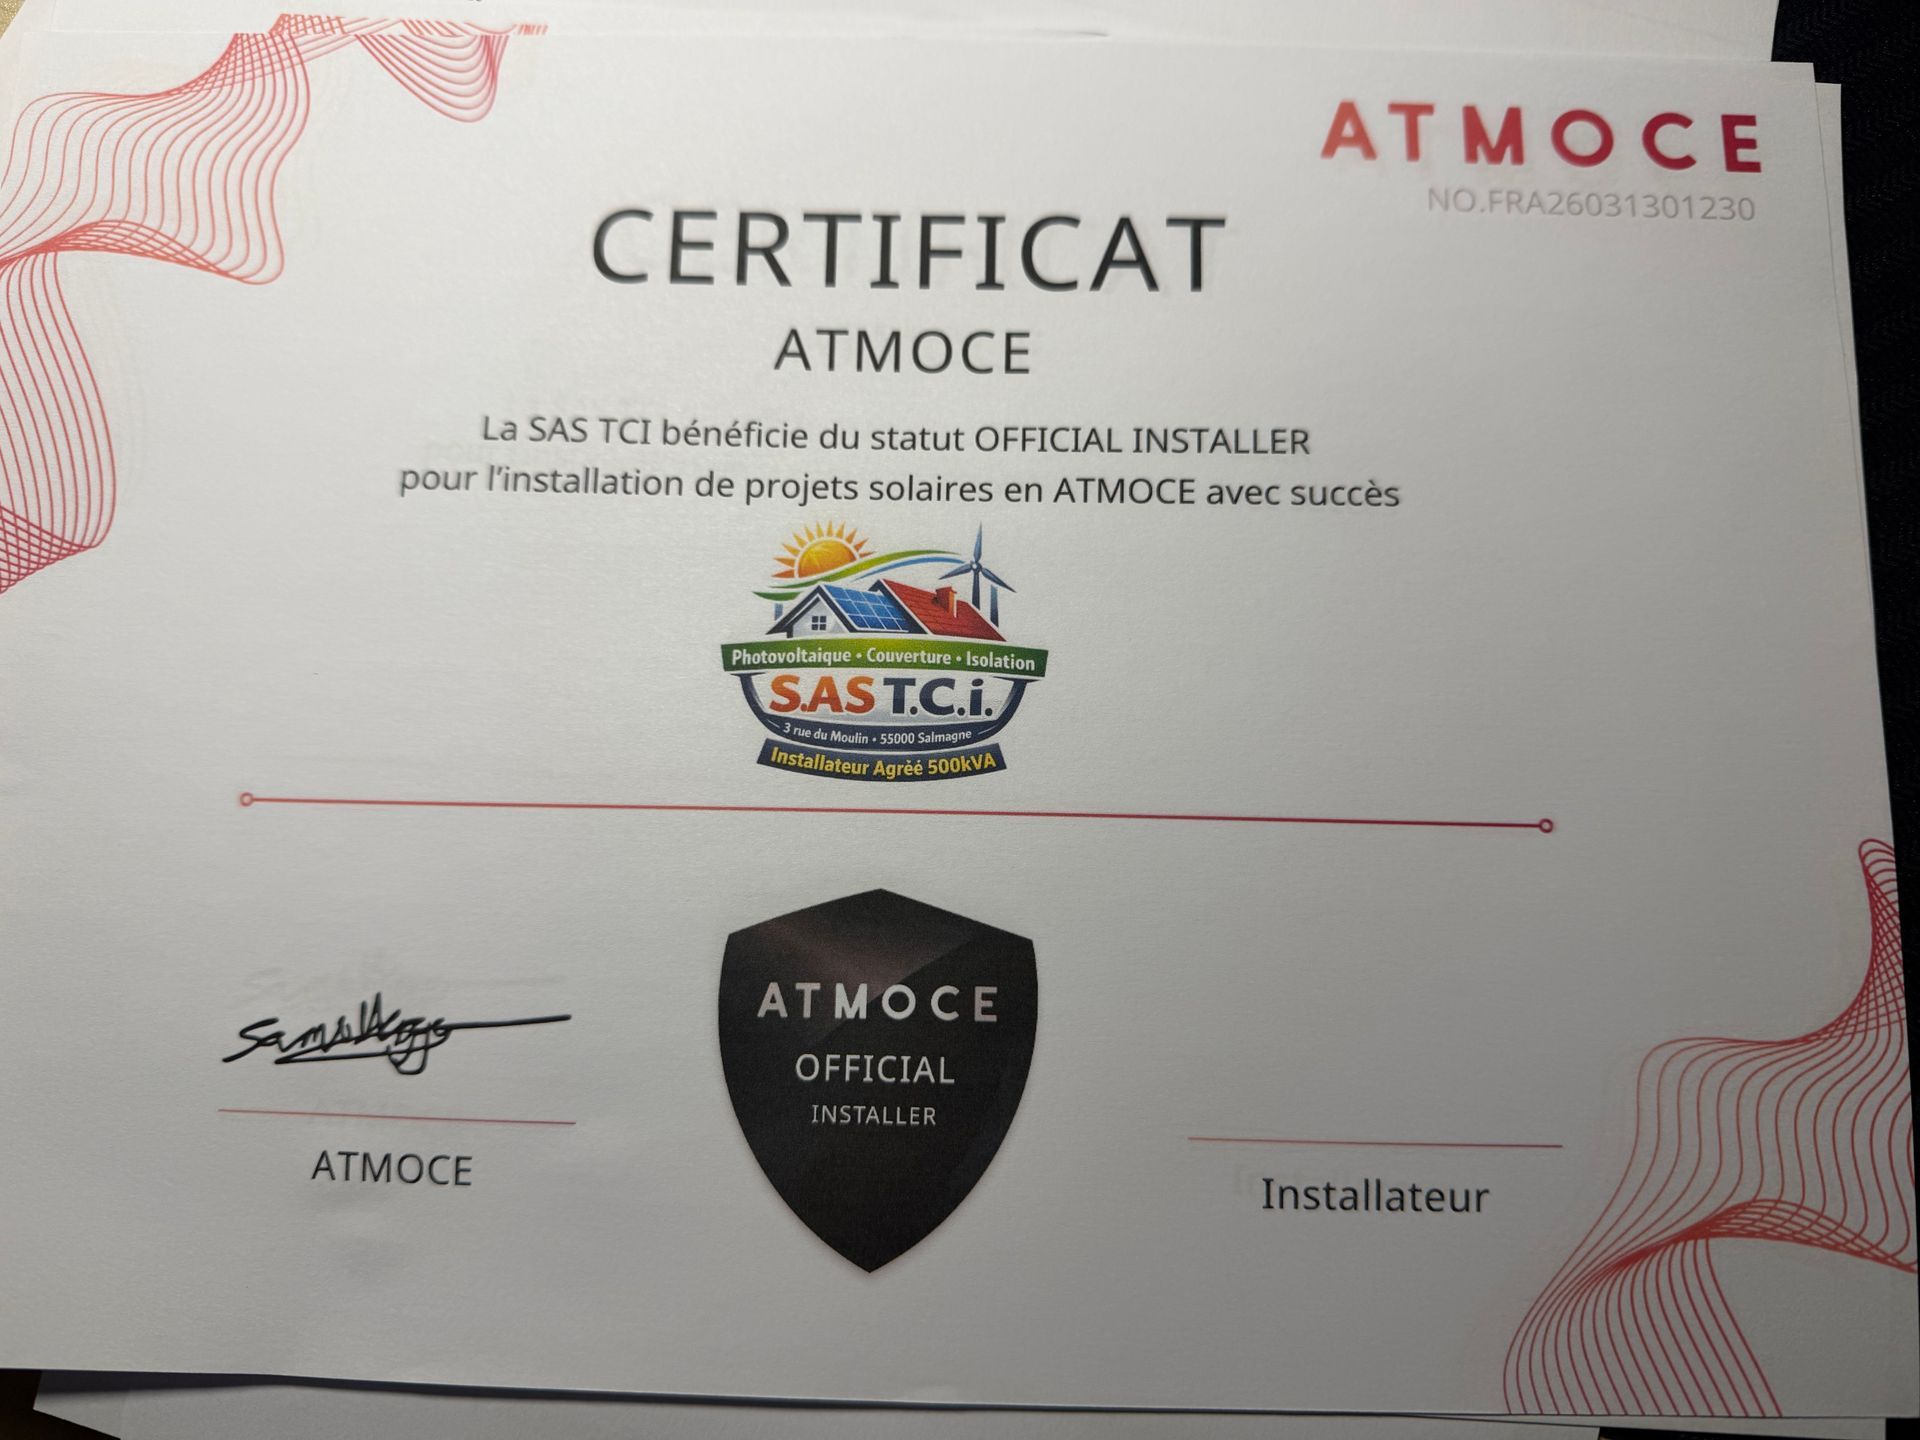 ATMOCE
NO.FRA26031301230
CERTIFICAT
ATMOCE
La SAS TCI bénéficie du statut OFFICIAL INSTALLER
pour l'installation de projets solaires en ATMOCE avec succès
Photovoltaique • Couverture • Isolation
S.AS T.C.i.
3 rue du Moulin • 55000 Salmagne
Installateur Agrèé 500kVA
ATMOCE
OFFICIAL
INSTALLER
ATMOCE
Installateur